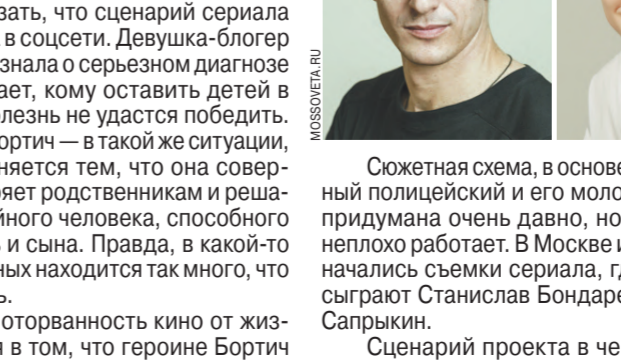 зать, что сценарий сериала
в соцсети. Девушка-блогер
знала о серьезном диагнозе
ает, кому оставить детей в
лезнь не удастся победить.
ортич — в такой же ситуации,
няется тем, что она совер-
ряет родственникам и реша-
йного человека, способного
ь и сына. Правда, в какой-то
ных находится так много, что
ь.
оторванность кино от жиз-
я в том, что героине Бортич
MOSSOVETA.RU
Сюжетная схема, в основе
ный полицейский и его моло
придумана очень давно, но
неплохо работает. В Москве и
начались съемки сериала, гд
сыграют Станислав Бондаре
Сапрыкин.
Сценарий проекта в че